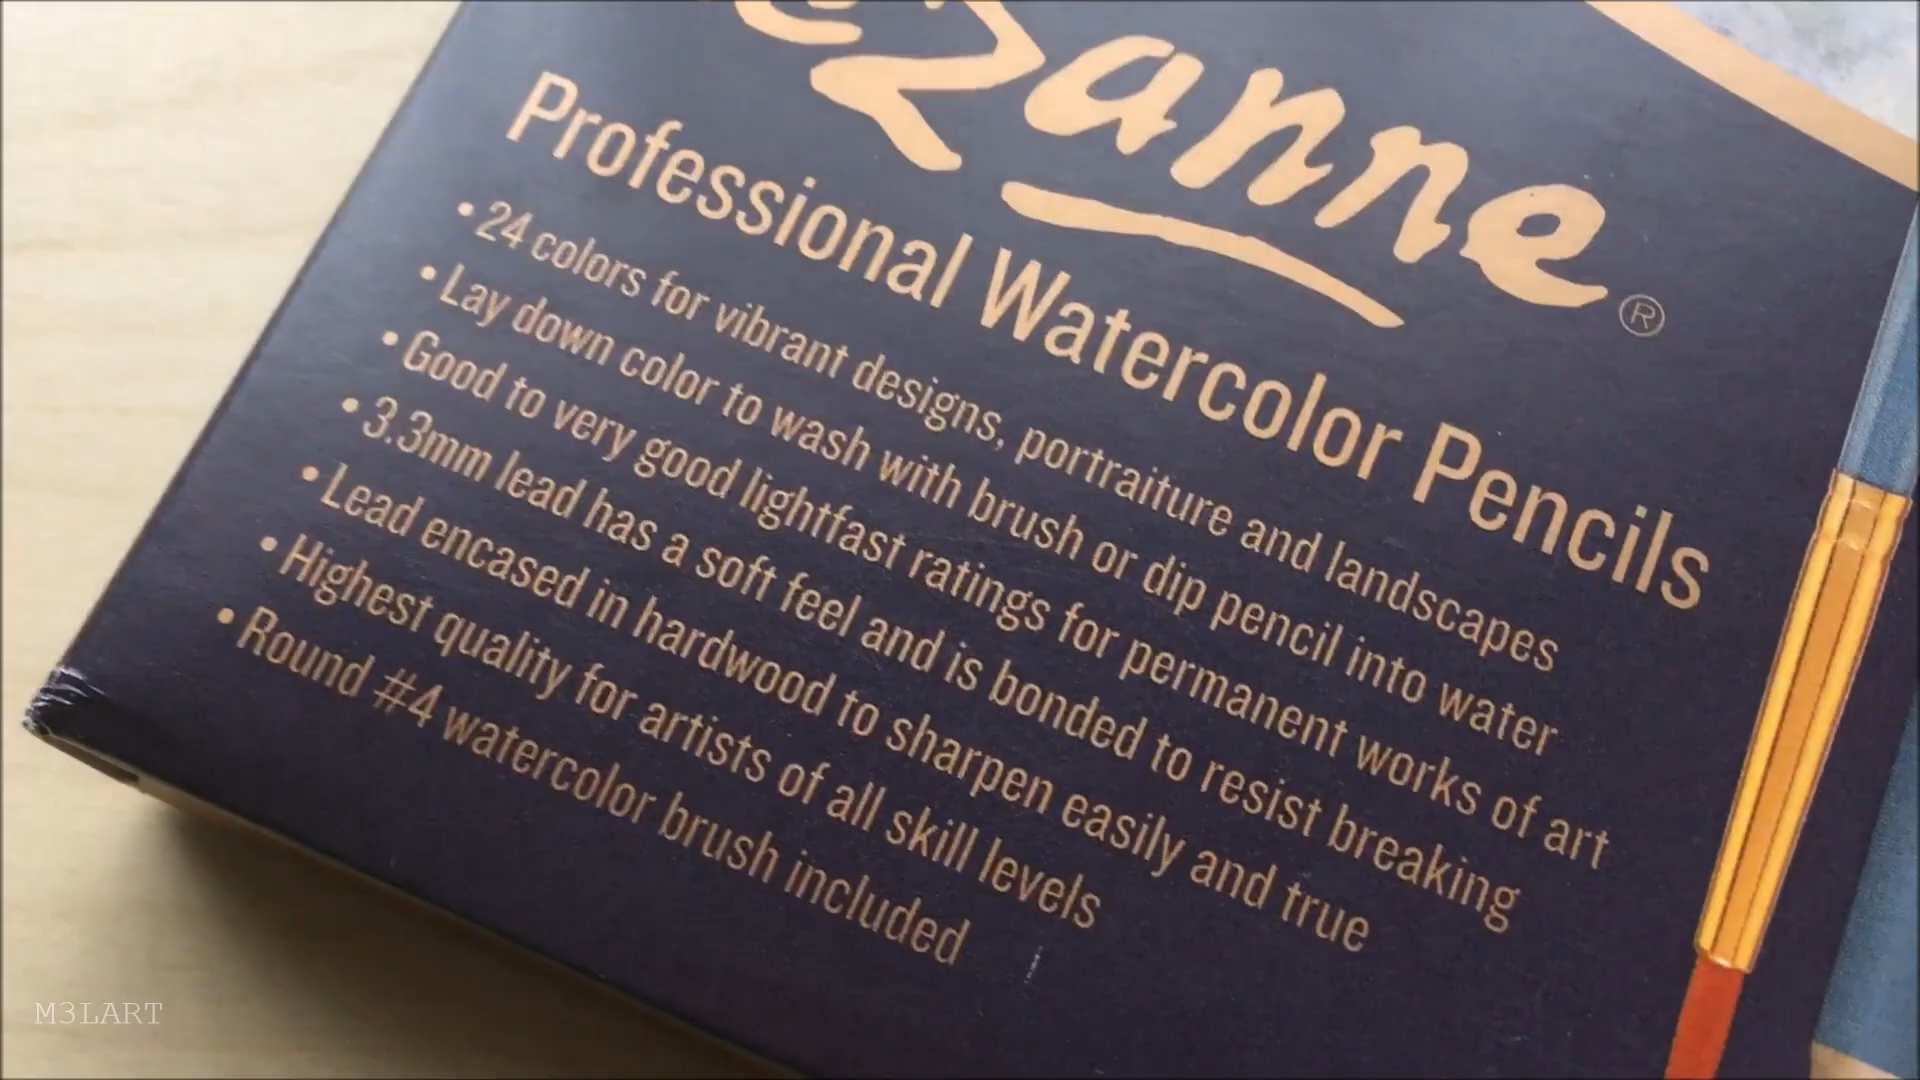 eZanne®
Professional Watercolor Pencils
• 24 colors for vibrant designs, portraiture and landscapes
• Lay down color to wash with brush or dip pencil into water
• Good to very good lightfast ratings for permanent works of art
• 3.3mm lead has a soft feel and is bonded to resist breaking
• Lead encased in hardwood to sharpen easily and true
• Highest quality for artists of all skill levels
• Round #4 watercolor brush included
M3LART